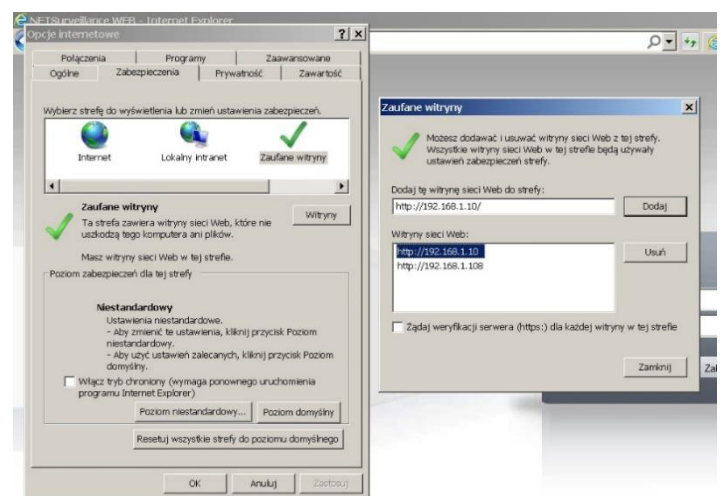 NETSurveillance WEB - Internet Explorer
Opcje internetowe
Połączenia Programy Zaawansowane
Ogólne Zabezpieczenia Prywatność Zawartość
Wybierz strefę do wyświetlenia lub zmień ustawienia zabezpieczeń.
Internet Lokalny intranet Zaufane witryny
Zaufane witryny
Witryny
Ta strefa zawiera witryny sieci Web, które nie
uszkodzą tego komputera ani plików.
Masz witryny sieci Web w tej strefie.
Poziom zabezpieczeń dla tej strefy
Niestandardowy
Ustawienia niestandardowe.
- Aby zmienić te ustawienia, kliknij przycisk Poziom
niestandardowy.
- Aby użyć ustawień zalecanych, kliknij przycisk Poziom
domyślny.
Włącz tryb chroniony (wymaga ponownego uruchomienia
programu Internet Explorer)
Poziom niestandardowy... Poziom domyślny
Resetuj wszystkie strefy do poziomu domyślnego
OK Anuluj Zastosuj
Zaufane witryny
Możesz dodawać i usuwać witryny sieci Web z tej strefy.
Wszystkie witryny sieci Web w tej strefie będą używały
ustawień zabezpieczeń strefy.
Dodaj tę witrynę sieci Web do strefy:
http://192.168.1.10/ Dodaj
Witryny sieci Web:
http://192.168.1.10 Usuń
http://192.168.1.108
Żądaj weryfikacji serwera (https:) dla każdej witryny w tej strefie
Zamknij
Zal